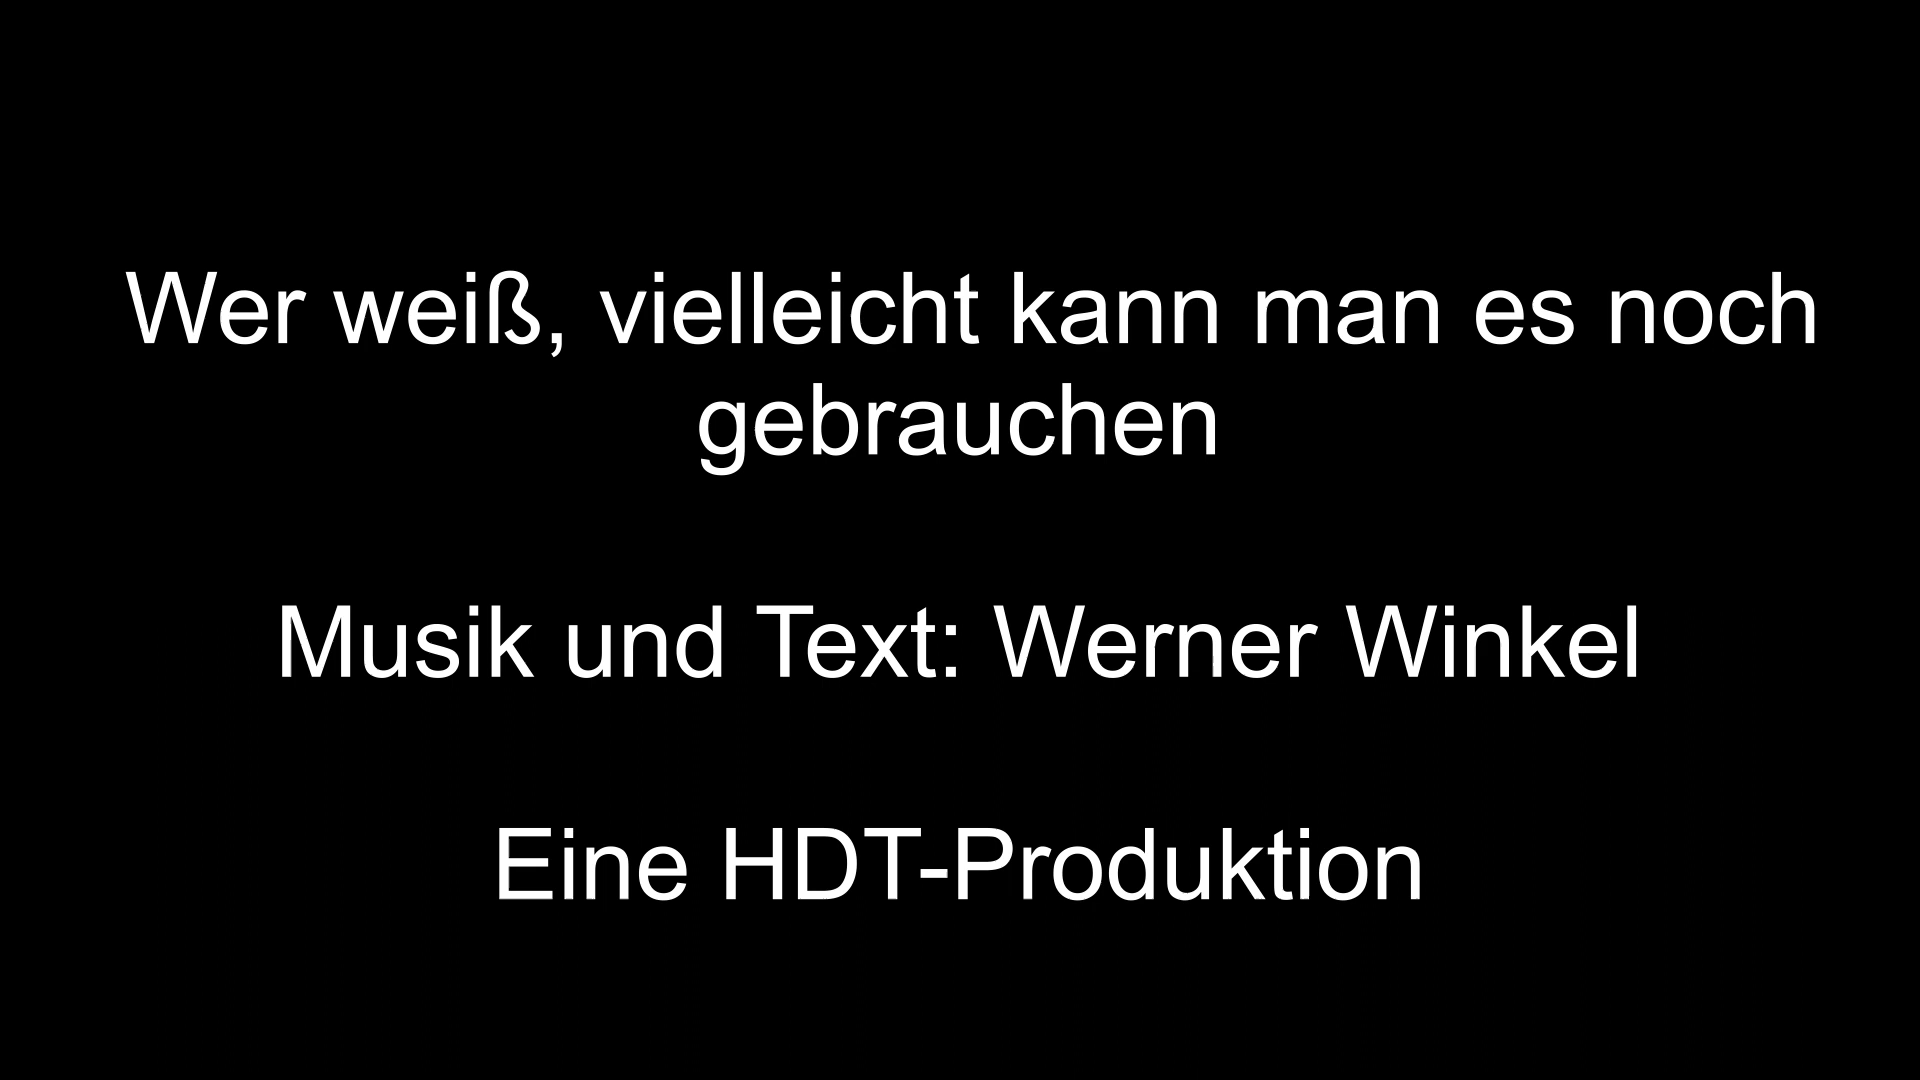 Wer weiß, vielleicht kann man es noch
gebrauchen
Musik und Text: Werner Winkel
Eine HDT-Produktion